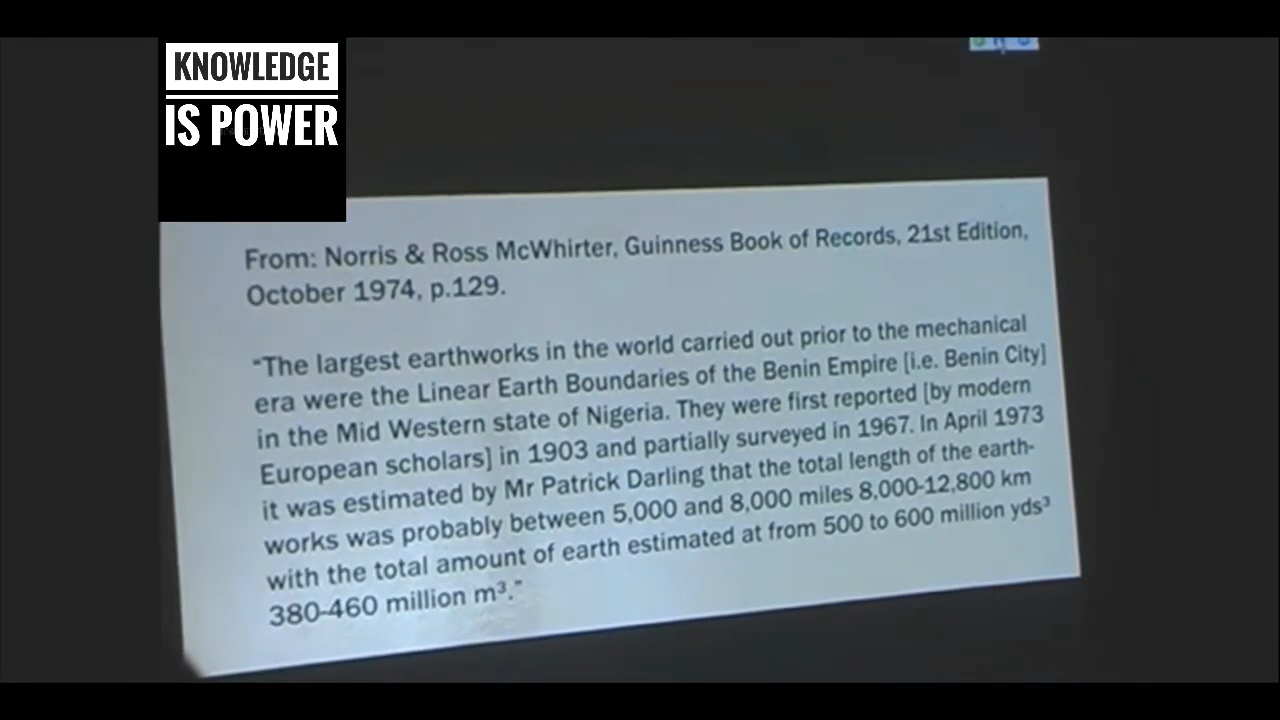 KNOWLEDGE
IS POWER
From: Norris & Ross McWhirter, Guinness Book of Records, 21st Edition,
October 1974, p.129.
“The largest earthworks in the world carried out prior to the mechanical
era were the Linear Earth Boundaries of the Benin Empire [i.e. Benin City]
in the Mid Western state of Nigeria. They were first reported [by modern
European scholars] in 1903 and partially surveyed in 1967. In April 1973
it was estimated by Mr Patrick Darling that the total length of the earth-
works was probably between 5,000 and 8,000 miles 8,000-12,800 km
with the total amount of earth estimated at from 500 to 600 million yds³
380-460 million m³.”